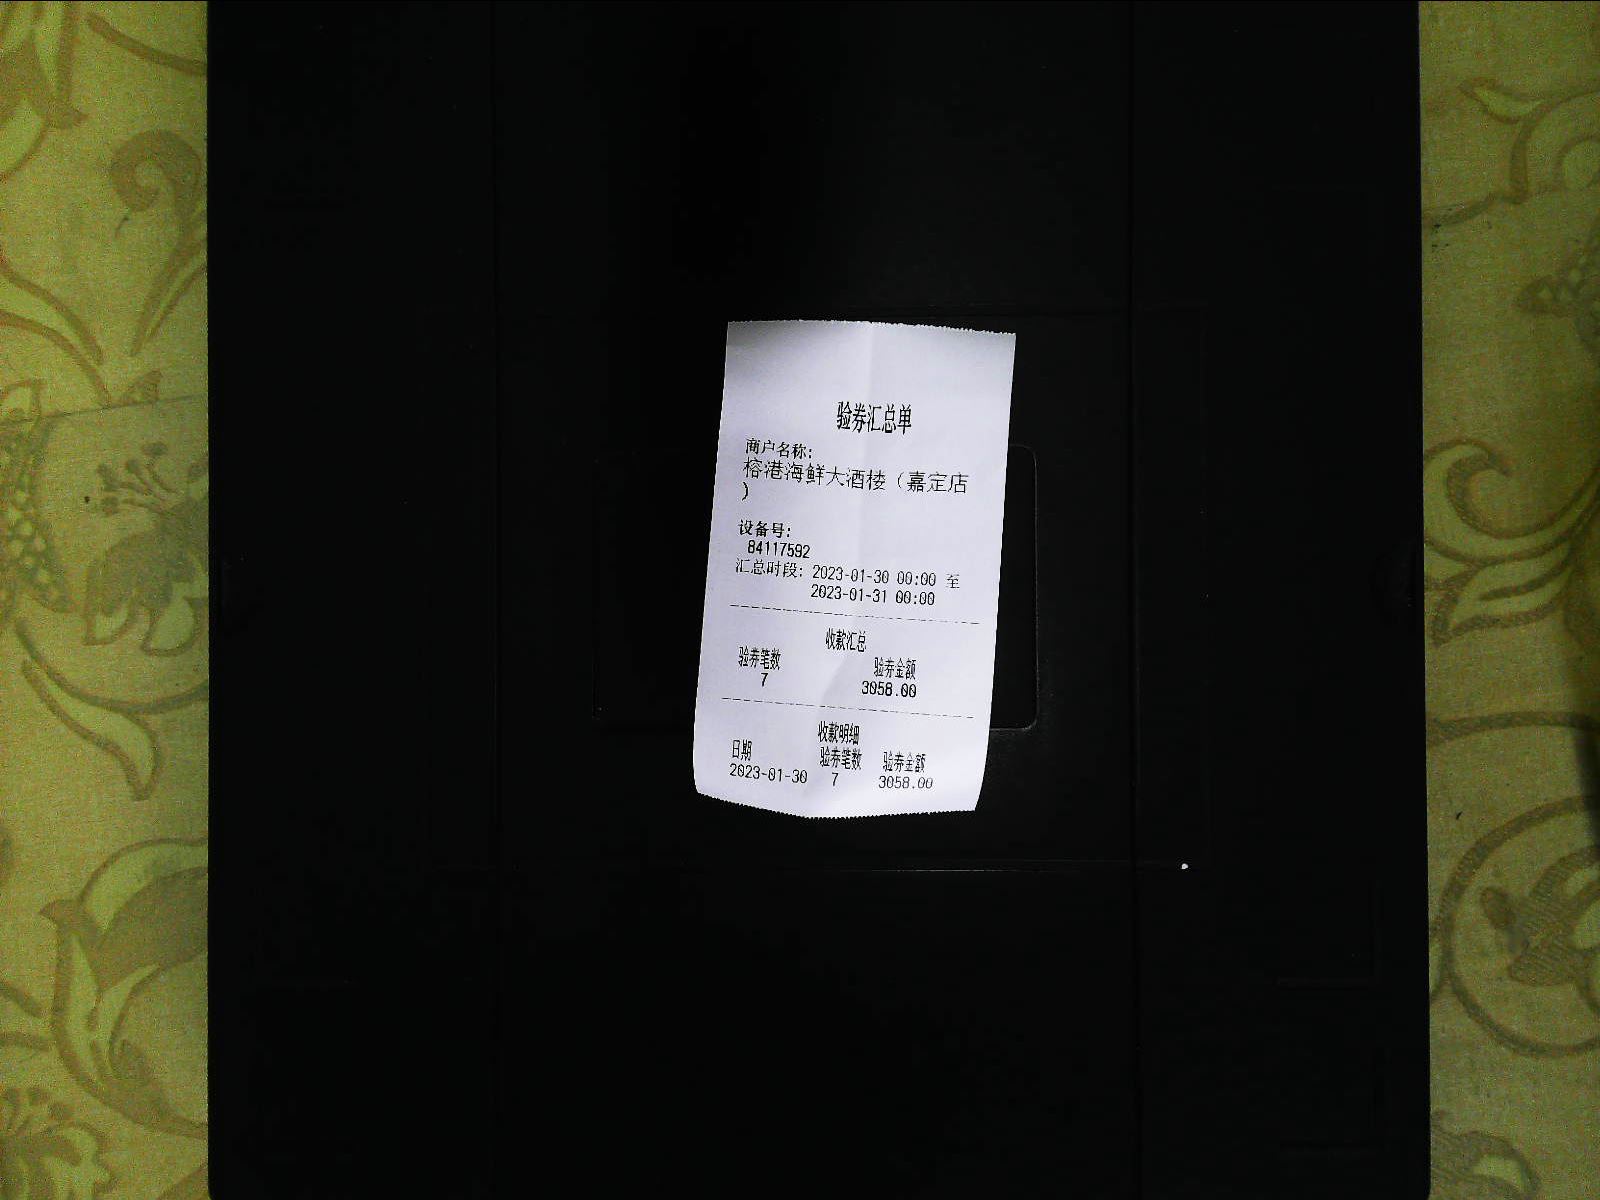 验券汇总单
商户名称:
榕港海鲜大酒楼（嘉定店
）
设备号:
84117592
汇总时段: 2023-01-30 00:00 至
2023-01-31 00:00
收款汇总
验券笔数 验券金额
7 3058.00
收款明细
日期 验券笔数 验券金额
2023-01-30 7 3058.00